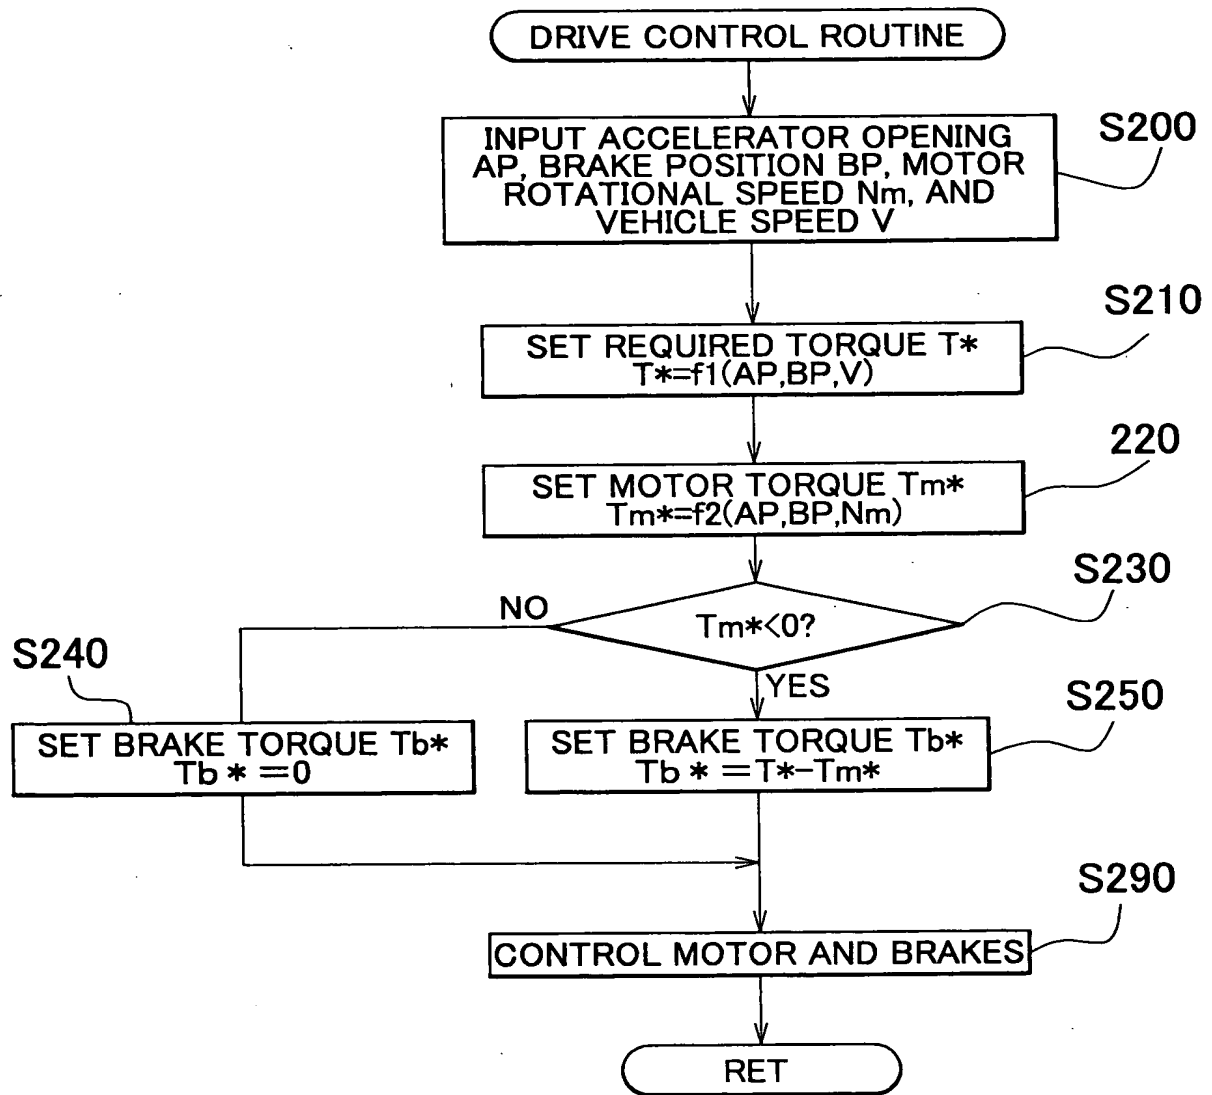 DRIVE CONTROL ROUTINE
INPUT ACCELERATOR OPENING
AP, BRAKE POSITION BP, MOTOR
ROTATIONAL SPEED Nm, AND
VEHICLE SPEED V
S200
SET REQUIRED TORQUE T*
T*=f1(AP,BP,V)
S210
SET MOTOR TORQUE Tm*
Tm*=f2(AP,BP,Nm)
220
Tm*<0?
S230
NO
YES
S240
SET BRAKE TORQUE Tb*
Tb*=0
S250
SET BRAKE TORQUE Tb*
Tb*=T*-Tm*
CONTROL MOTOR AND BRAKES
S290
RET